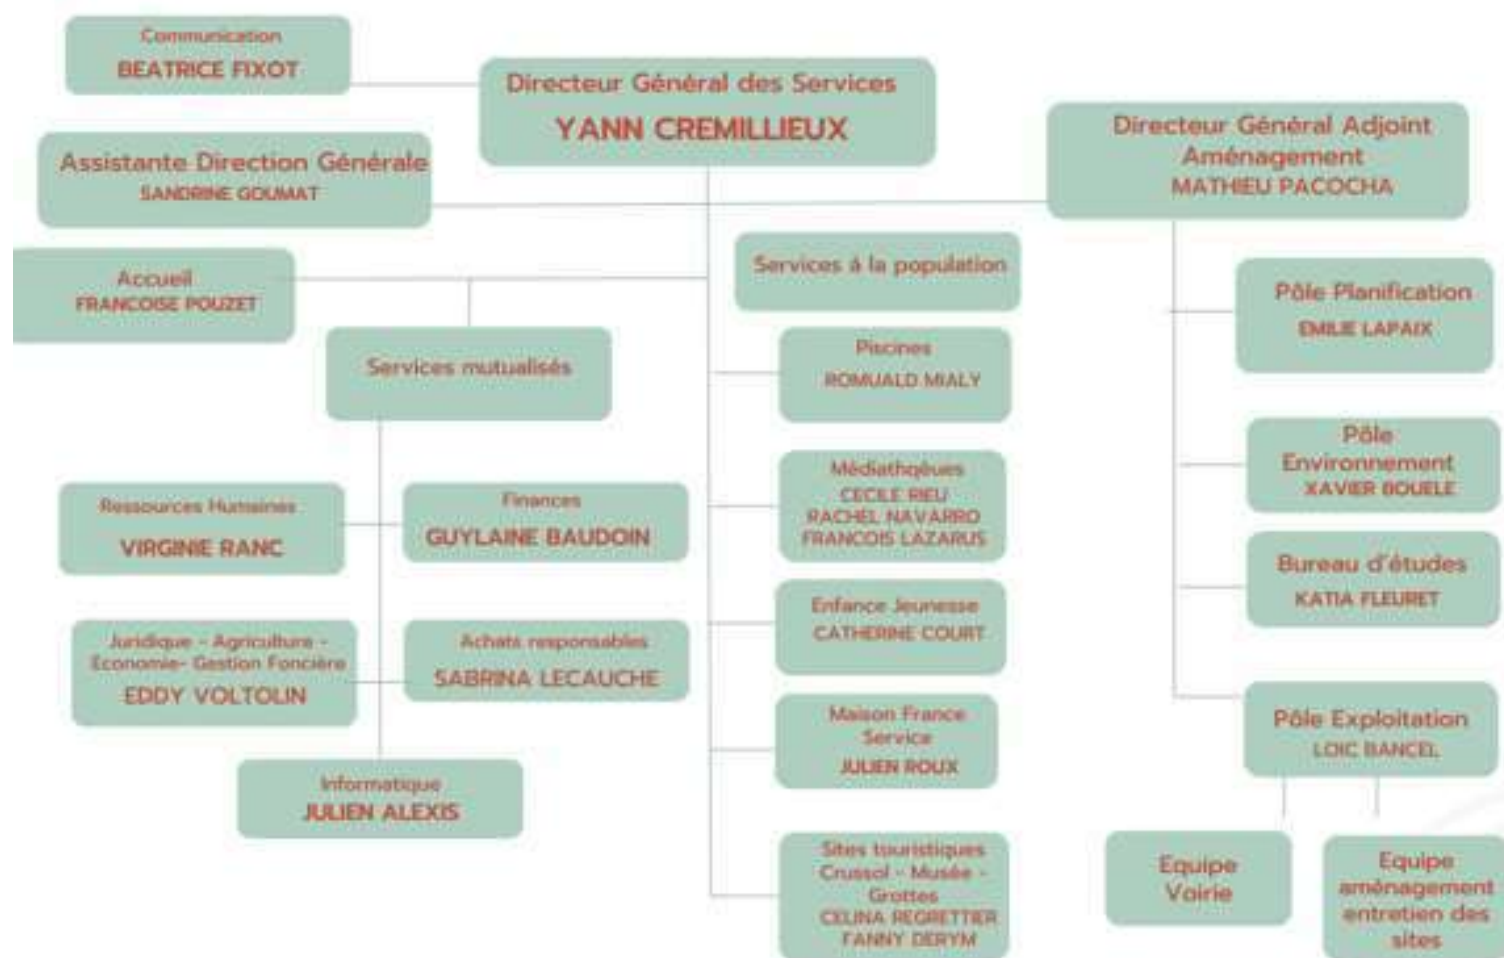 Communication
BEATRICE FIXOT
Directeur Général des Services
YANN CREMILLIEUX
Directeur Général Adjoint
Aménagement
MATHIEU PACOCHA
Assistante Direction Générale
SANDRINE GOUMAT
Accueil
FRANCOISE POUZET
Services mutualisés
Ressources Humaines
VIRGINIE RANC
Finances
GUYLAINE BAUDOIN
Juridique - Agriculture -
Economie- Gestion Foncière
EDDY VOLTOLIN
Achats responsables
SABRINA LECAUCHE
Informatique
JULIEN ALEXIS
Services à la population
Piscines
ROMUALD MIALY
Médiathqèues
CECILE RIEU
RACHEL NAVARRO
FRANCOIS LAZARUS
Enfance Jeunesse
CATHERINE COURT
Maison France
Service
JULIEN ROUX
Sites touristiques
Crussol - Musée -
Grottes
CELINA REGRETTIER
FANNY DERYM
Pôle Planification
EMILIE LAPAIX
Pôle
Environnement
XAVIER BOUELE
Bureau d'études
KATIA FLEURET
Pôle Exploitation
LOIC BANCEL
Equipe
Voirie
Equipe
aménagement
entretien des
sites